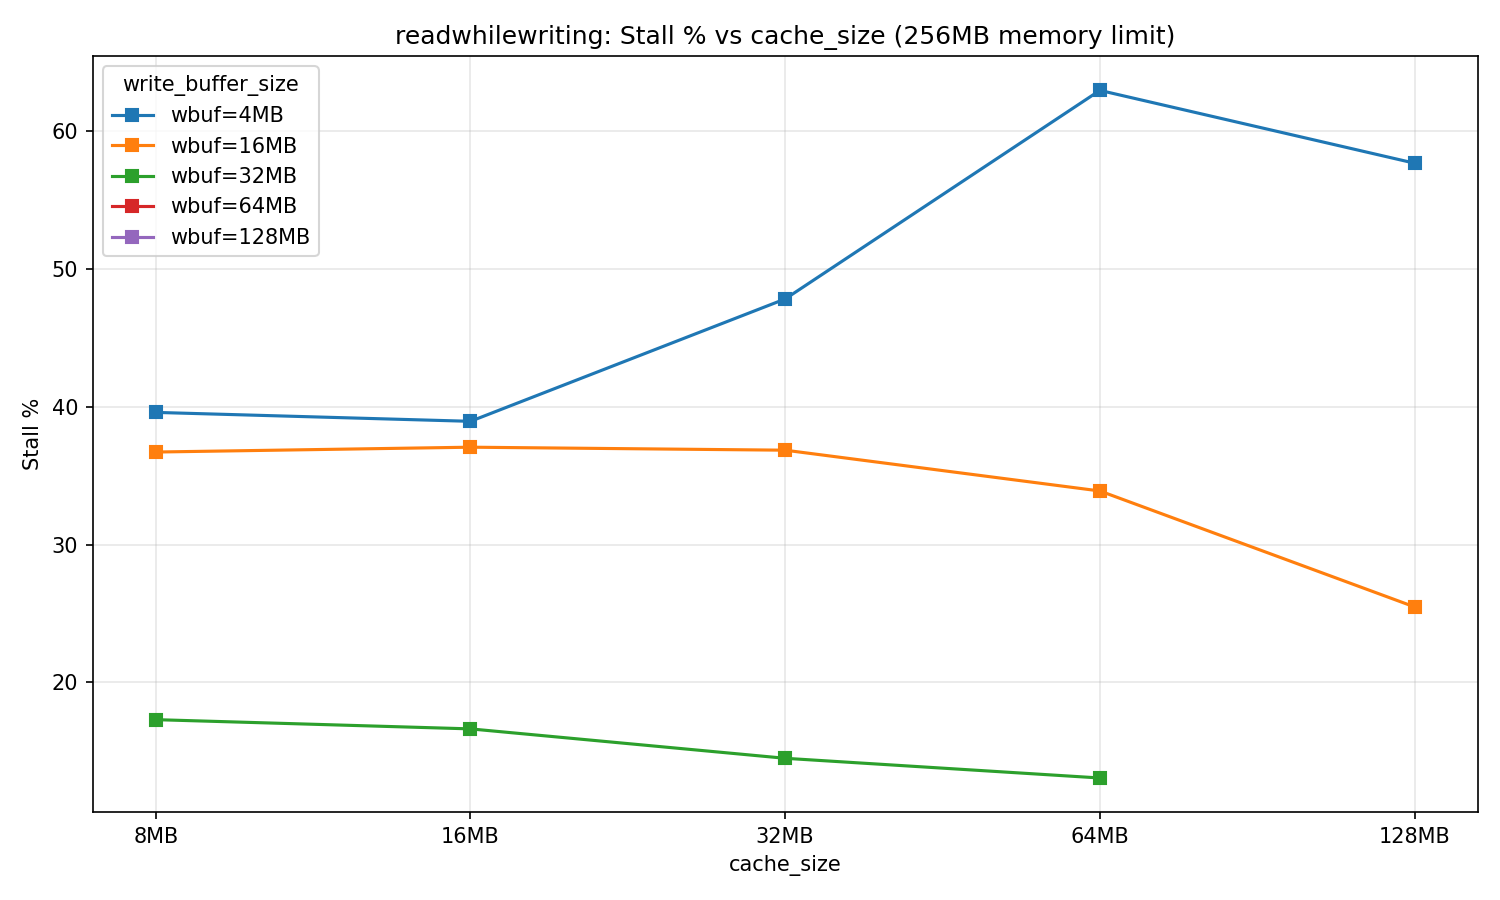 readwhilewriting: Stall % vs cache_size (256MB memory limit)
write_buffer_size
wbuf=4MB
wbuf=16MB
wbuf=32MB
wbuf=64MB
wbuf=128MB
60
50
40
30
20
Stall %
8MB 16MB 32MB 64MB 128MB
cache_size